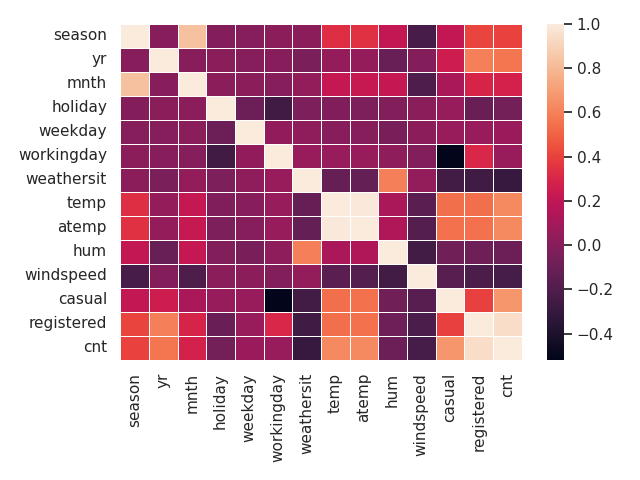 season
yr
mnth
holiday
weekday
workingday
weathersit
temp
atemp
hum
windspeed
casual
registered
cnt
season
yr
mnth
holiday
weekday
workingday
weathersit
temp
atemp
hum
windspeed
casual
registered
cnt
1.0
0.8
0.6
0.4
0.2
0.0
−0.2
−0.4